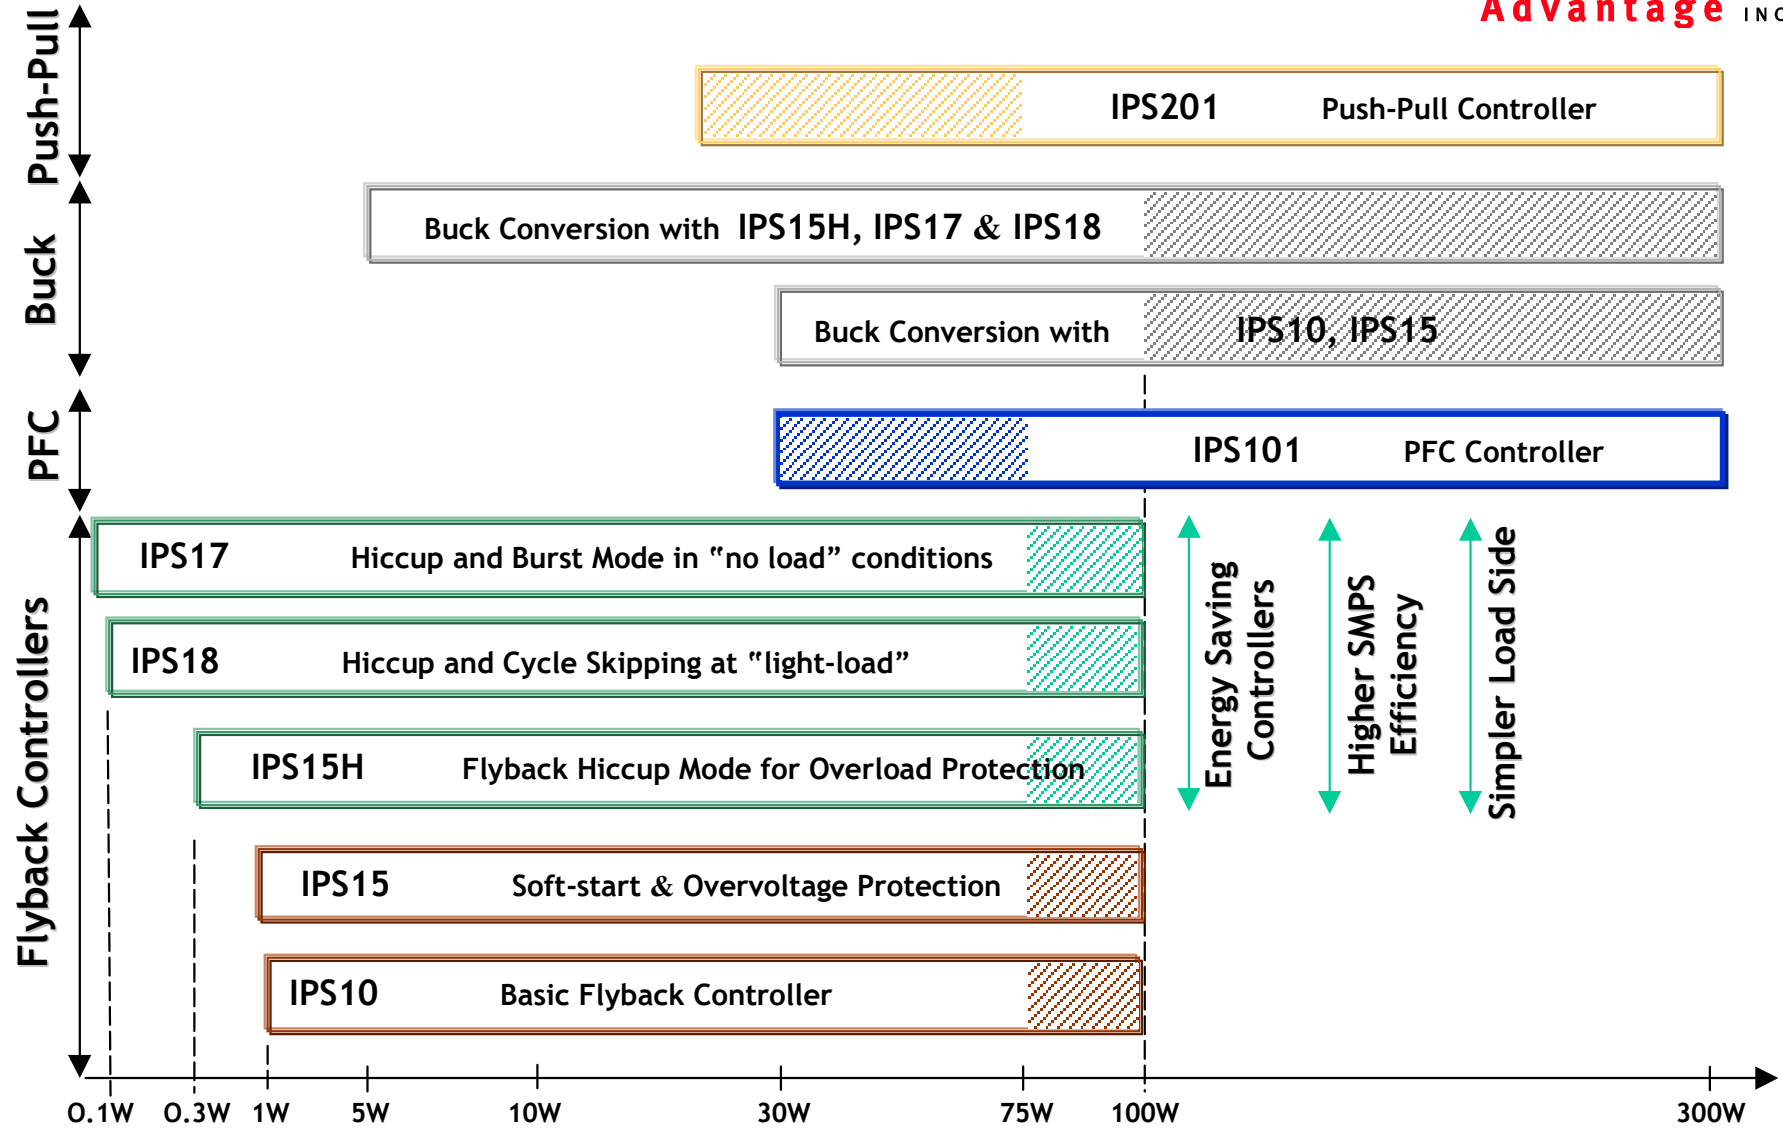 Advantage INC
Push-Pull
IPS201 Push-Pull Controller
Buck
Buck Conversion with IPS15H, IPS17 & IPS18
Buck Conversion with IPS10, IPS15
PFC
IPS101 PFC Controller
Flyback Controllers
IPS17 Hiccup and Burst Mode in “no load” conditions
IPS18 Hiccup and Cycle Skipping at “light-load”
IPS15H Flyback Hiccup Mode for Overload Protection
IPS15 Soft-start & Overvoltage Protection
IPS10 Basic Flyback Controller
Energy Saving
Controllers
Higher SMPS
Efficiency
Simpler Load Side
0.1W 0.3W 1W 5W 10W 30W 75W 100W 300W